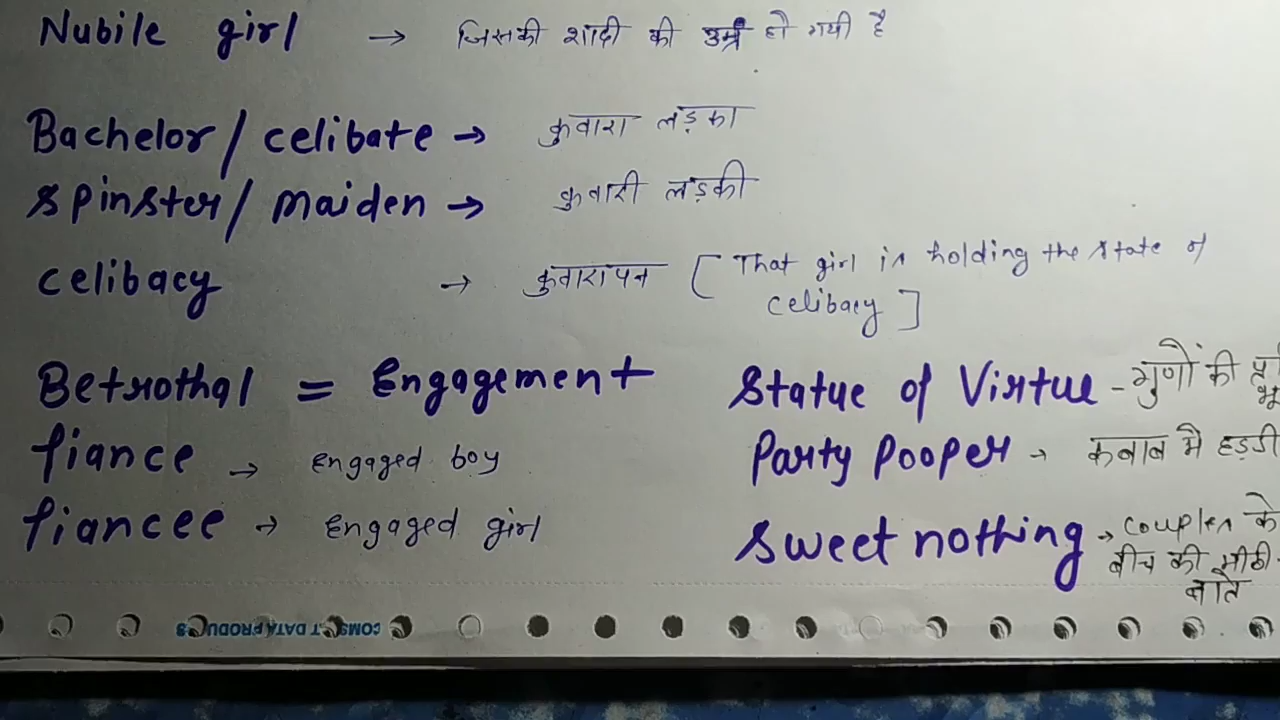 Nubile girl → जिसकी शादी की उम्र हो गयी है
Bachelor / celibate → कुवारा लड़का
spinster / maiden → कुवारी लड़की
celibacy → कुवारापन [That girl is holding the state of
celibacy]
Betrothal = Engagement
fiance → engaged boy
fiancee → Engaged girl
Statue of Virtue - गुणों की
Party Pooper → कबाब मे हड्डी
sweet nothing → couples के
बीच की मीठी
बाते